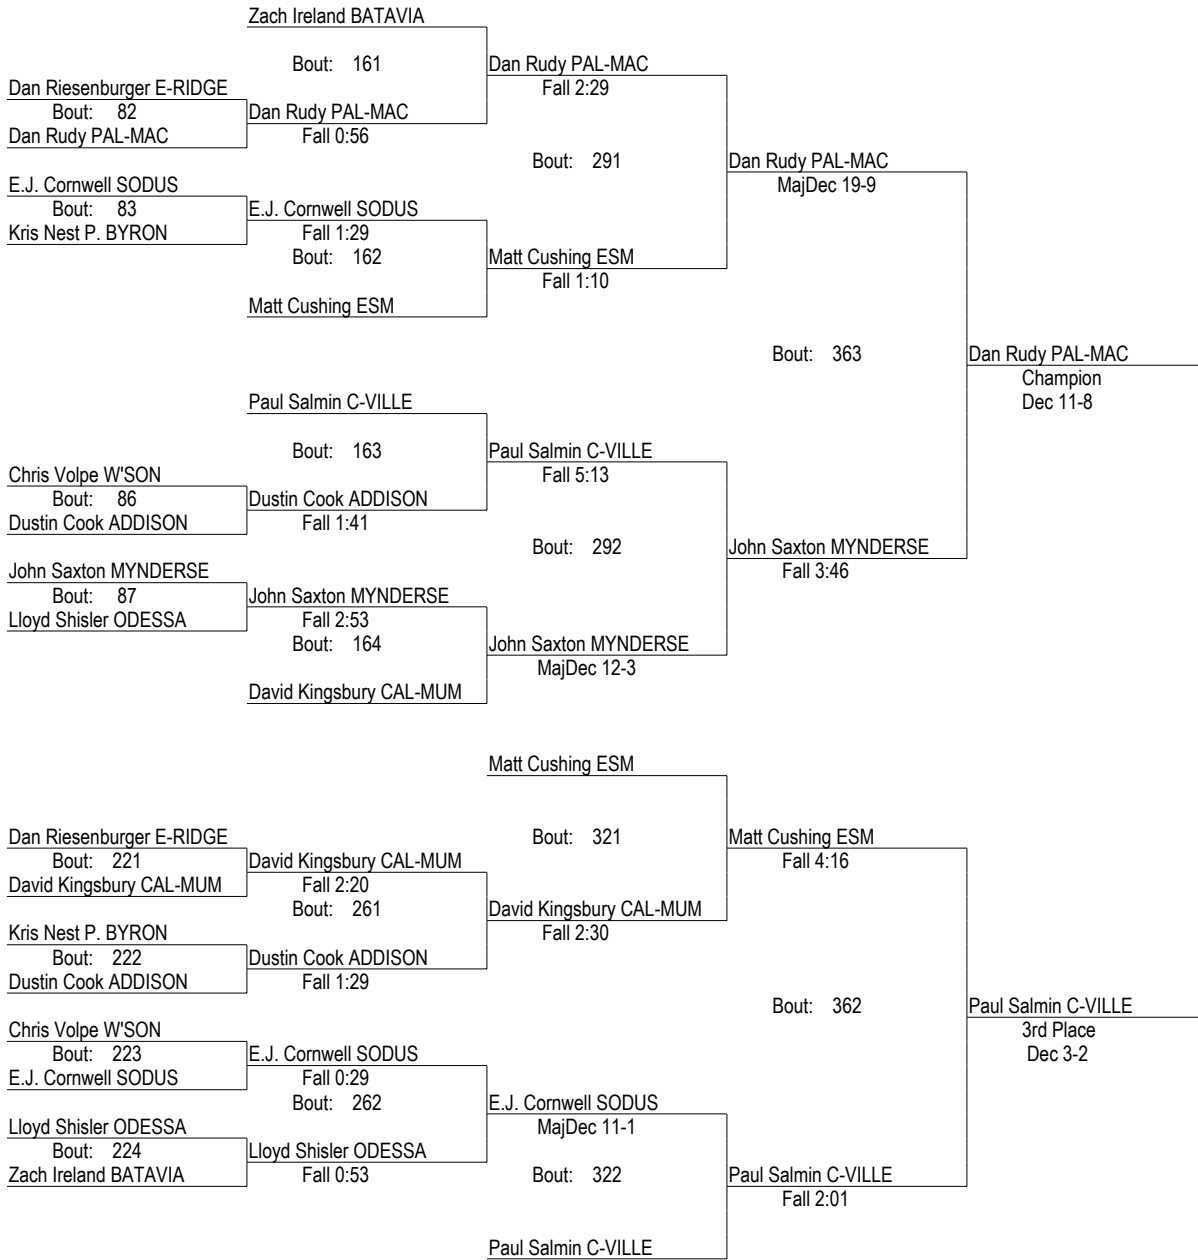 Zach Ireland BATAVIA
Bout: 161
Dan Rudy PAL-MAC
Dan Riesenburger E-RIDGE
Fall 2:29
Bout: 82
Dan Rudy PAL-MAC
Dan Rudy PAL-MAC
Fall 0:56
Bout: 291
Dan Rudy PAL-MAC
E.J. Cornwell SODUS
MajDec 19-9
Bout: 83
E.J. Cornwell SODUS
Kris Nest P. BYRON
Fall 1:29
Bout: 162
Matt Cushing ESM
Fall 1:10
Matt Cushing ESM
Bout: 363
Dan Rudy PAL-MAC
Champion
Dec 11-8
Paul Salmin C-VILLE
Bout: 163
Paul Salmin C-VILLE
Chris Volpe W'SON
Fall 5:13
Bout: 86
Dustin Cook ADDISON
Dustin Cook ADDISON
Fall 1:41
Bout: 292
John Saxton MYNDERSE
John Saxton MYNDERSE
Fall 3:46
Bout: 87
John Saxton MYNDERSE
Lloyd Shisler ODESSA
Fall 2:53
Bout: 164
John Saxton MYNDERSE
MajDec 12-3
David Kingsbury CAL-MUM
Matt Cushing ESM
Dan Riesenburger E-RIDGE
Bout: 321
Matt Cushing ESM
Bout: 221
David Kingsbury CAL-MUM
Fall 4:16
David Kingsbury CAL-MUM
Fall 2:20
Bout: 261
David Kingsbury CAL-MUM
Kris Nest P. BYRON
Fall 2:30
Bout: 222
Dustin Cook ADDISON
Dustin Cook ADDISON
Fall 1:29
Bout: 362
Paul Salmin C-VILLE
Chris Volpe W'SON
3rd Place
Bout: 223
E.J. Cornwell SODUS
Dec 3-2
E.J. Cornwell SODUS
Fall 0:29
Bout: 262
E.J. Cornwell SODUS
Lloyd Shisler ODESSA
MajDec 11-1
Bout: 224
Lloyd Shisler ODESSA
Zach Ireland BATAVIA
Fall 0:53
Bout: 322
Paul Salmin C-VILLE
Fall 2:01
Paul Salmin C-VILLE